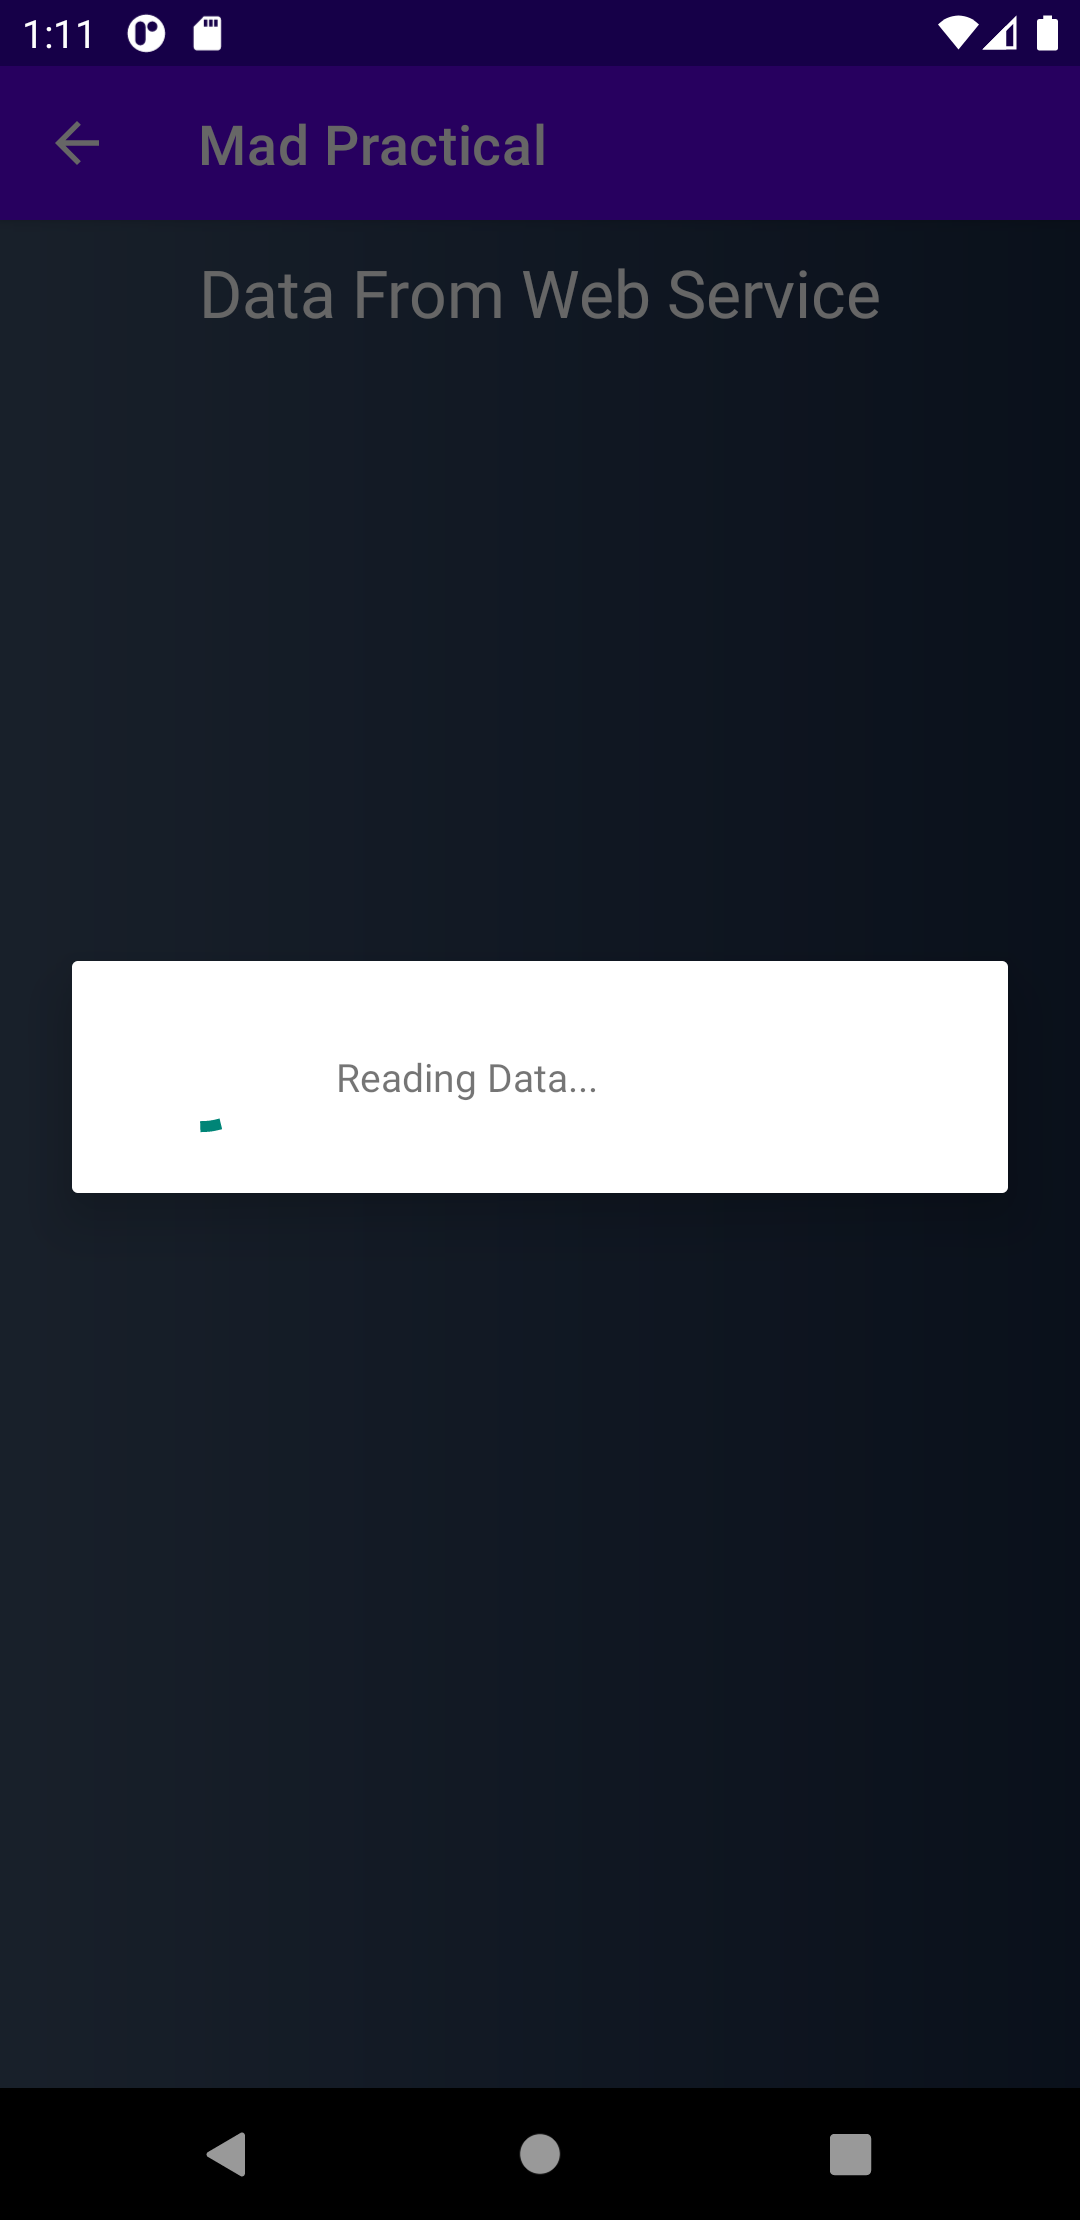 1:11
Mad Practical
Data From Web Service
Reading Data...